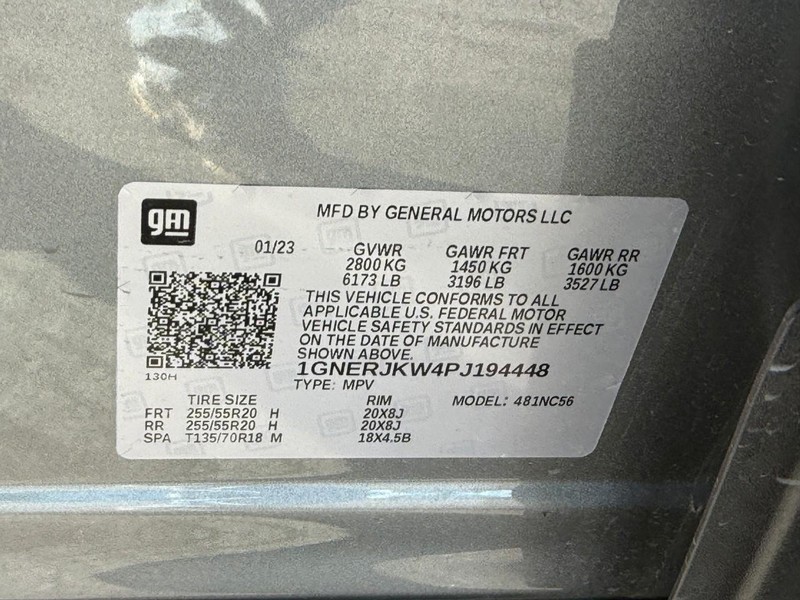 gm
MFD BY GENERAL MOTORS LLC
01/23 GVWR GAWR FRT GAWR RR
2800 KG 1450 KG 1600 KG
6173 LB 3196 LB 3527 LB
THIS VEHICLE CONFORMS TO ALL
APPLICABLE U.S. FEDERAL MOTOR
VEHICLE SAFETY STANDARDS IN EFFECT
ON THE DATE OF MANUFACTURE
SHOWN ABOVE.
130H
1GNERJKW4PJ194448
TYPE: MPV
TIRE SIZE RIM MODEL: 481NC56
FRT 255/55R20 H 20X8J
RR 255/55R20 H 20X8J
SPA T135/70R18 M 18X4.5B